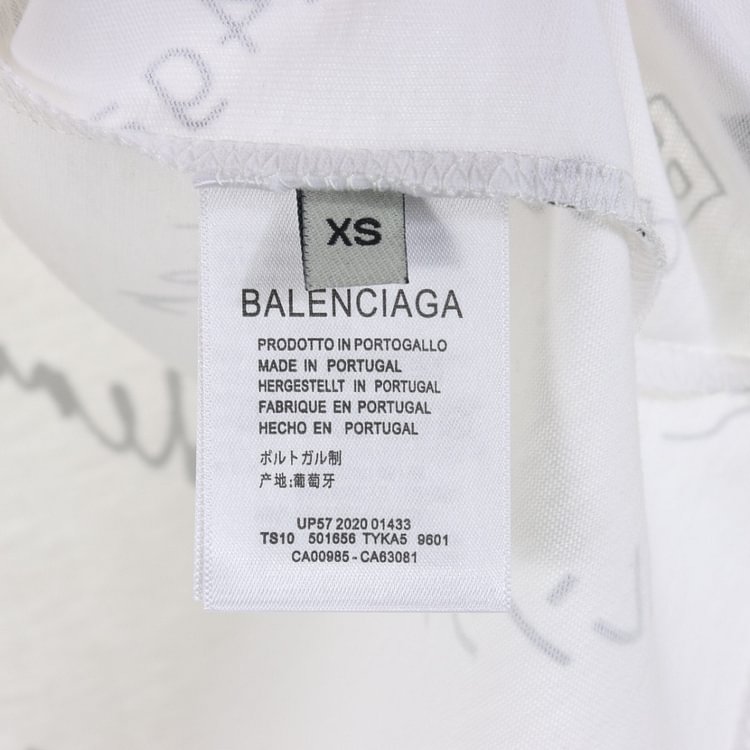 XS
BALENCIAGA
PRODOTTO IN PORTOGALLO
MADE IN PORTUGAL
HERGESTELLT IN PORTUGAL
FABRIQUE EN PORTUGAL
HECHO EN PORTUGAL
ポルトガル制
产地:葡萄牙
UP57 2020 01433
TS10 501656 TYKA5 9601
CA00985-CA63081